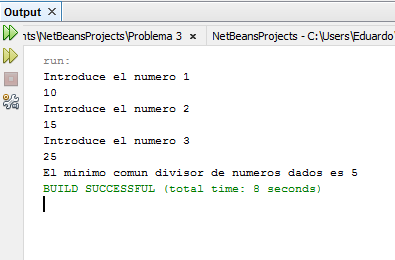 Output
nts\NetBeansProjects\Problema 3
NetBeansProjects - C:\Users\Eduardo
run:
Introduce el numero 1
10
Introduce el numero 2
15
Introduce el numero 3
25
El minimo comun divisor de numeros dados es 5
BUILD SUCCESSFUL (total time: 8 seconds)